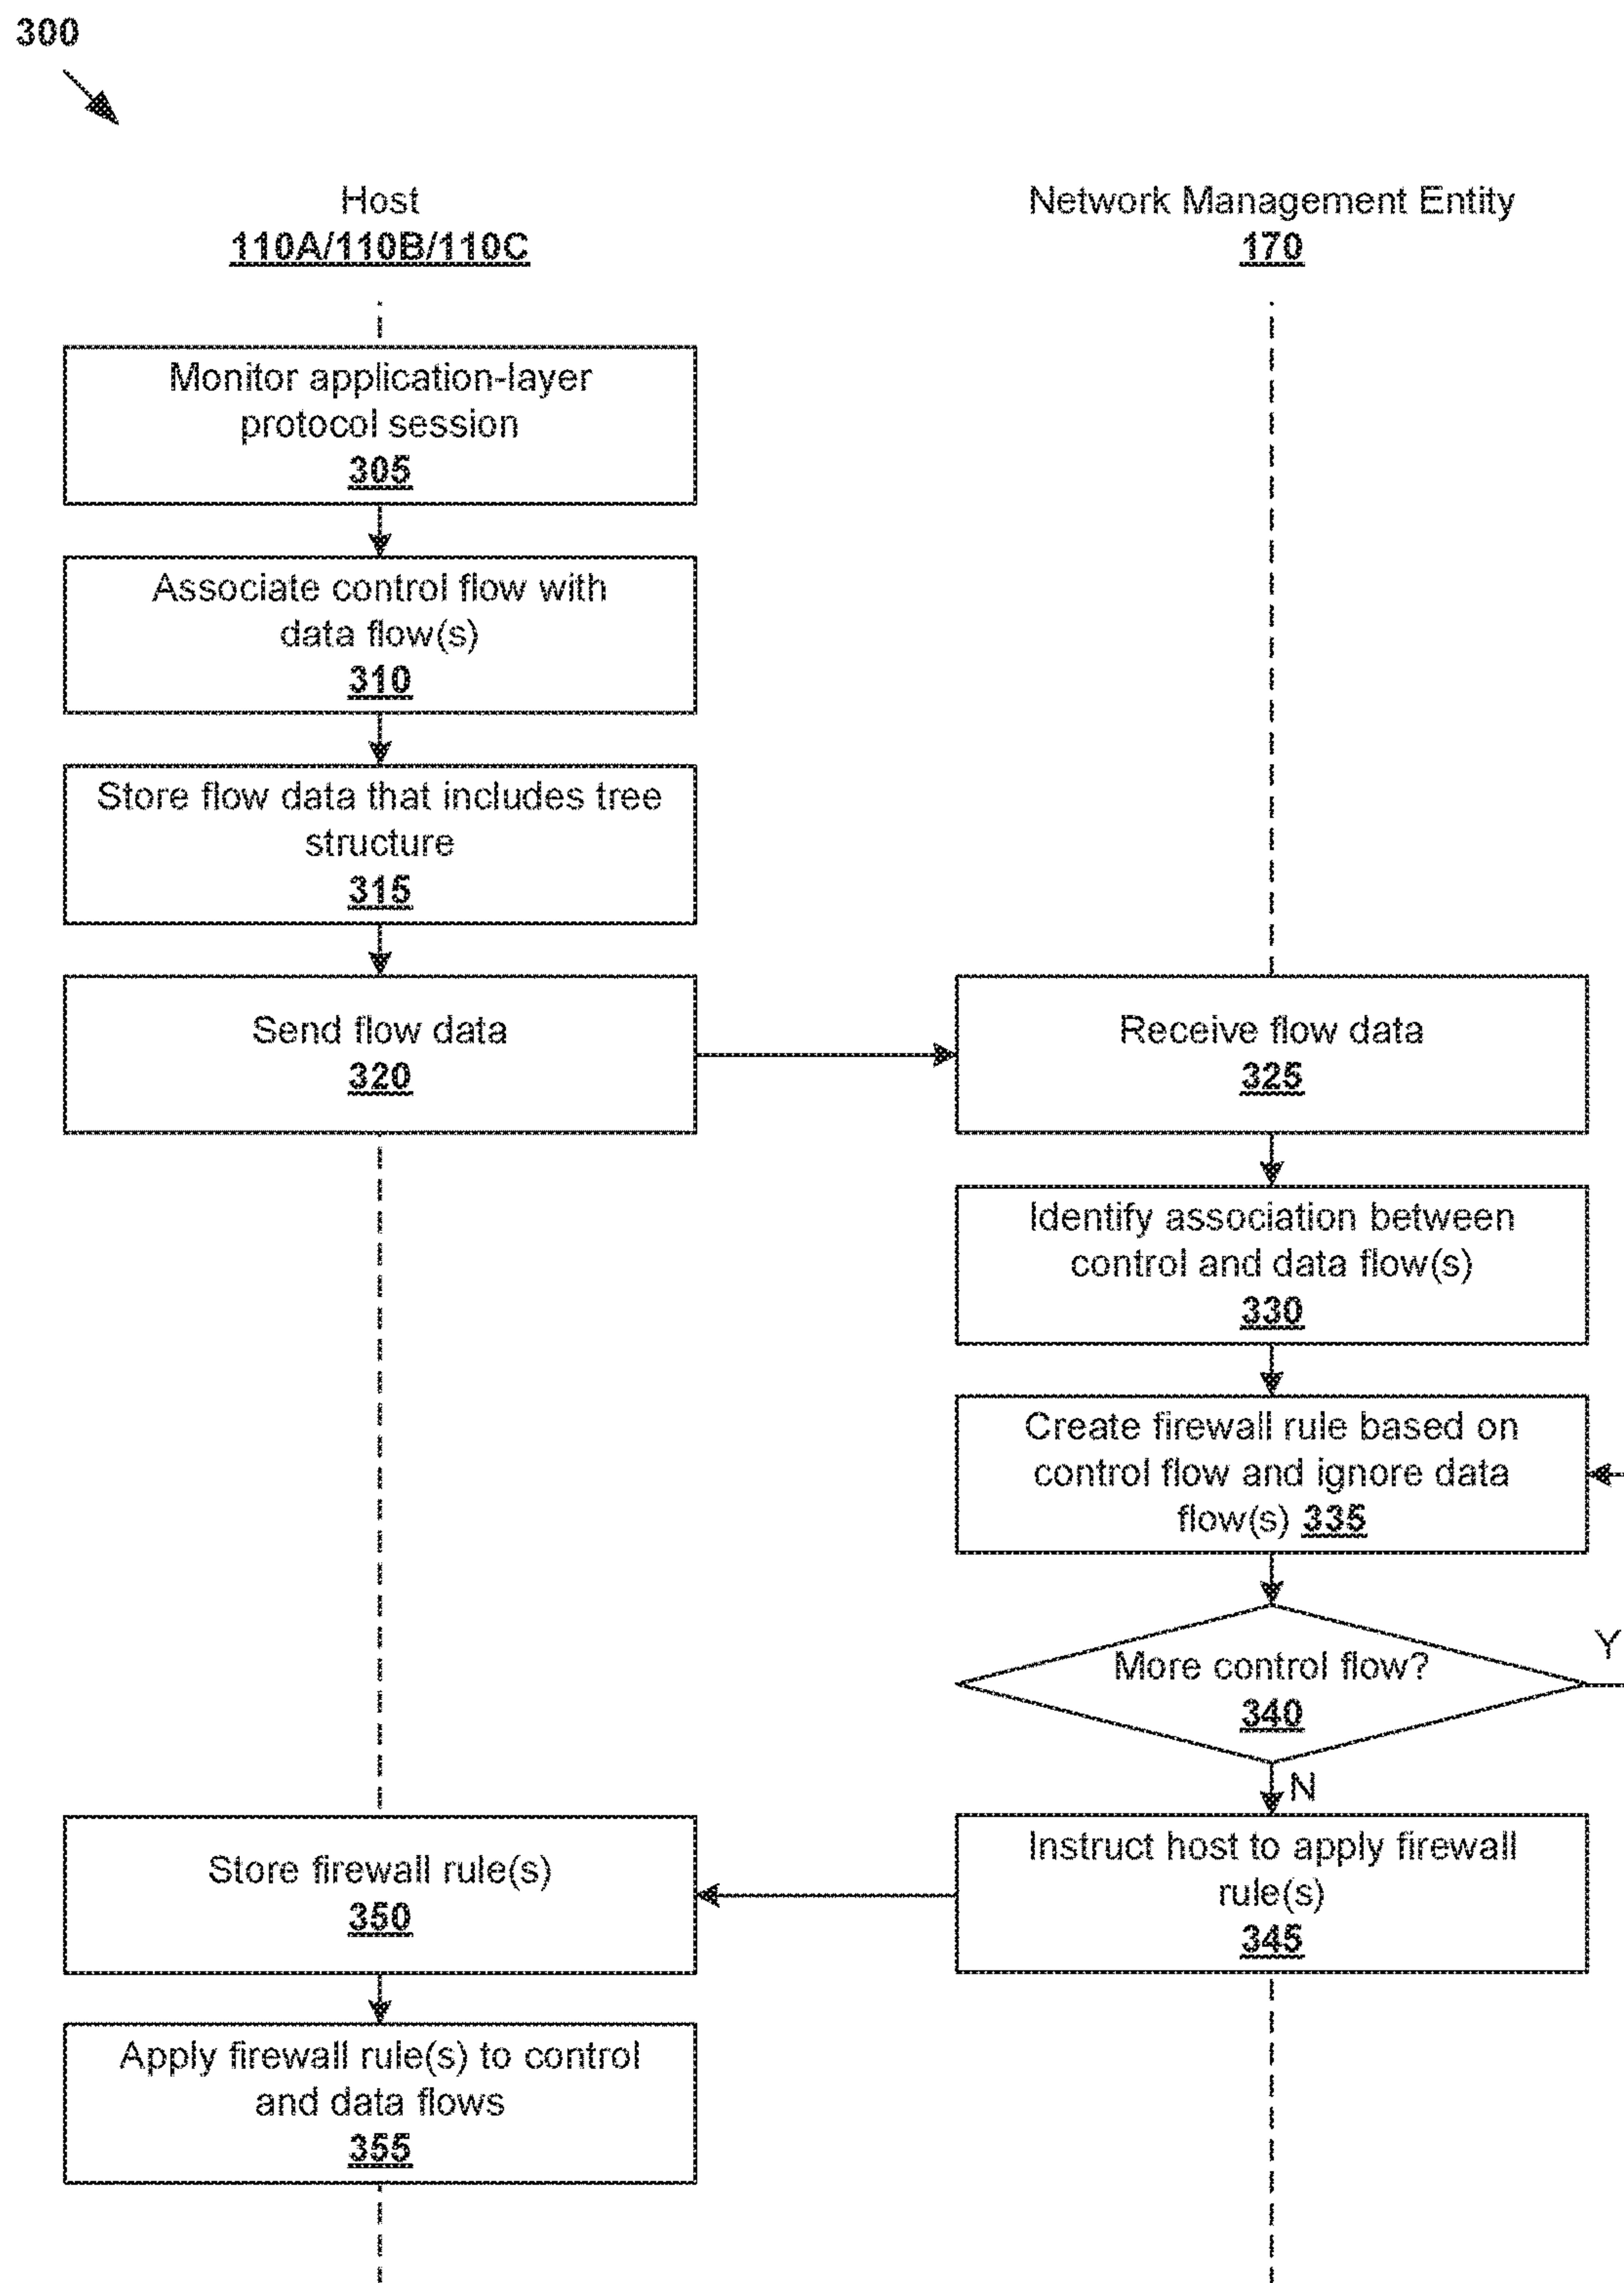 300
Host
110A/110B/110C
Network Management Entity
170
Monitor application-layer
protocol session
305
Associate control flow with
data flow(s)
310
Store flow data that includes tree
structure
315
Send flow data
320
Receive flow data
325
Identify association between
control and data flow(s)
330
Create firewall rule based on
control flow and ignore data
flow(s) 335
More control flow?
340
Y
N
Instruct host to apply firewall
rule(s)
345
Store firewall rule(s)
350
Apply firewall rule(s) to control
and data flows
355